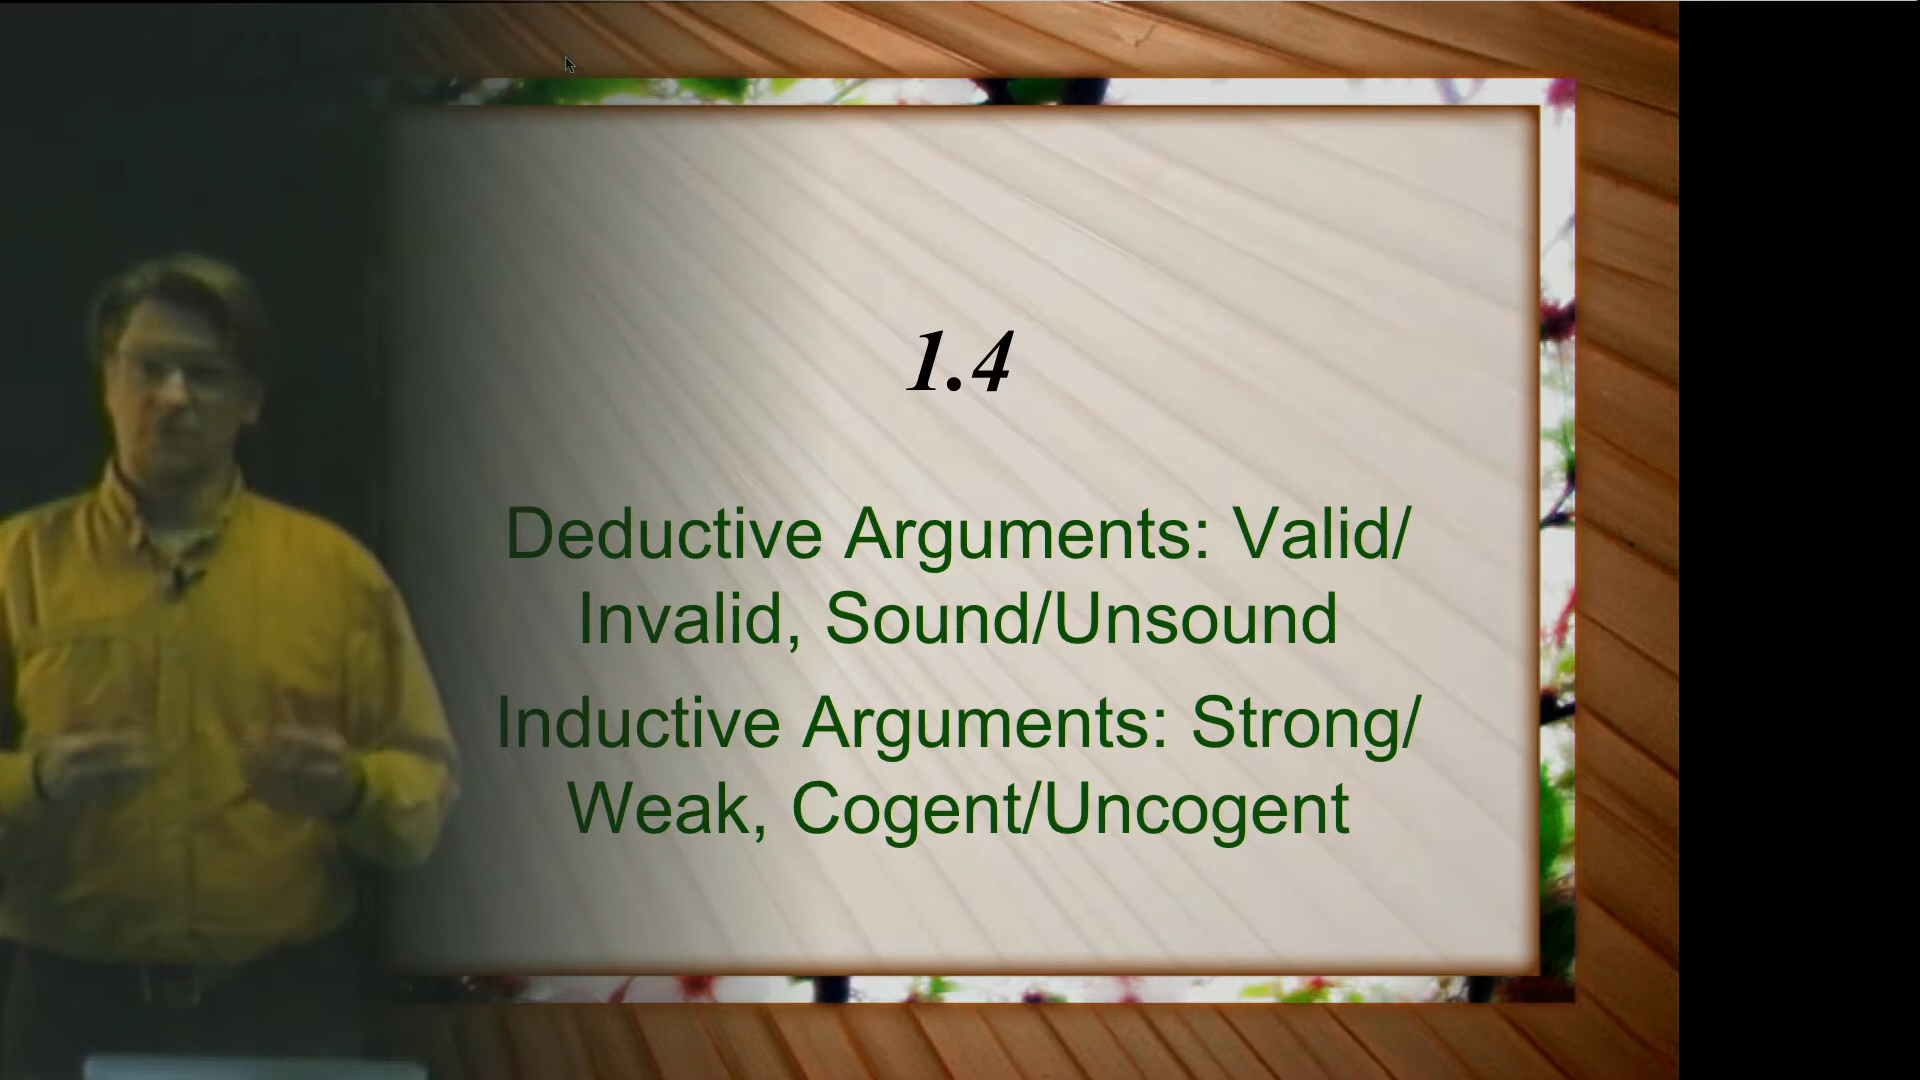 1.4
Deductive Arguments: Valid/
Invalid, Sound/Unsound
Inductive Arguments: Strong/
Weak, Cogent/Uncogent